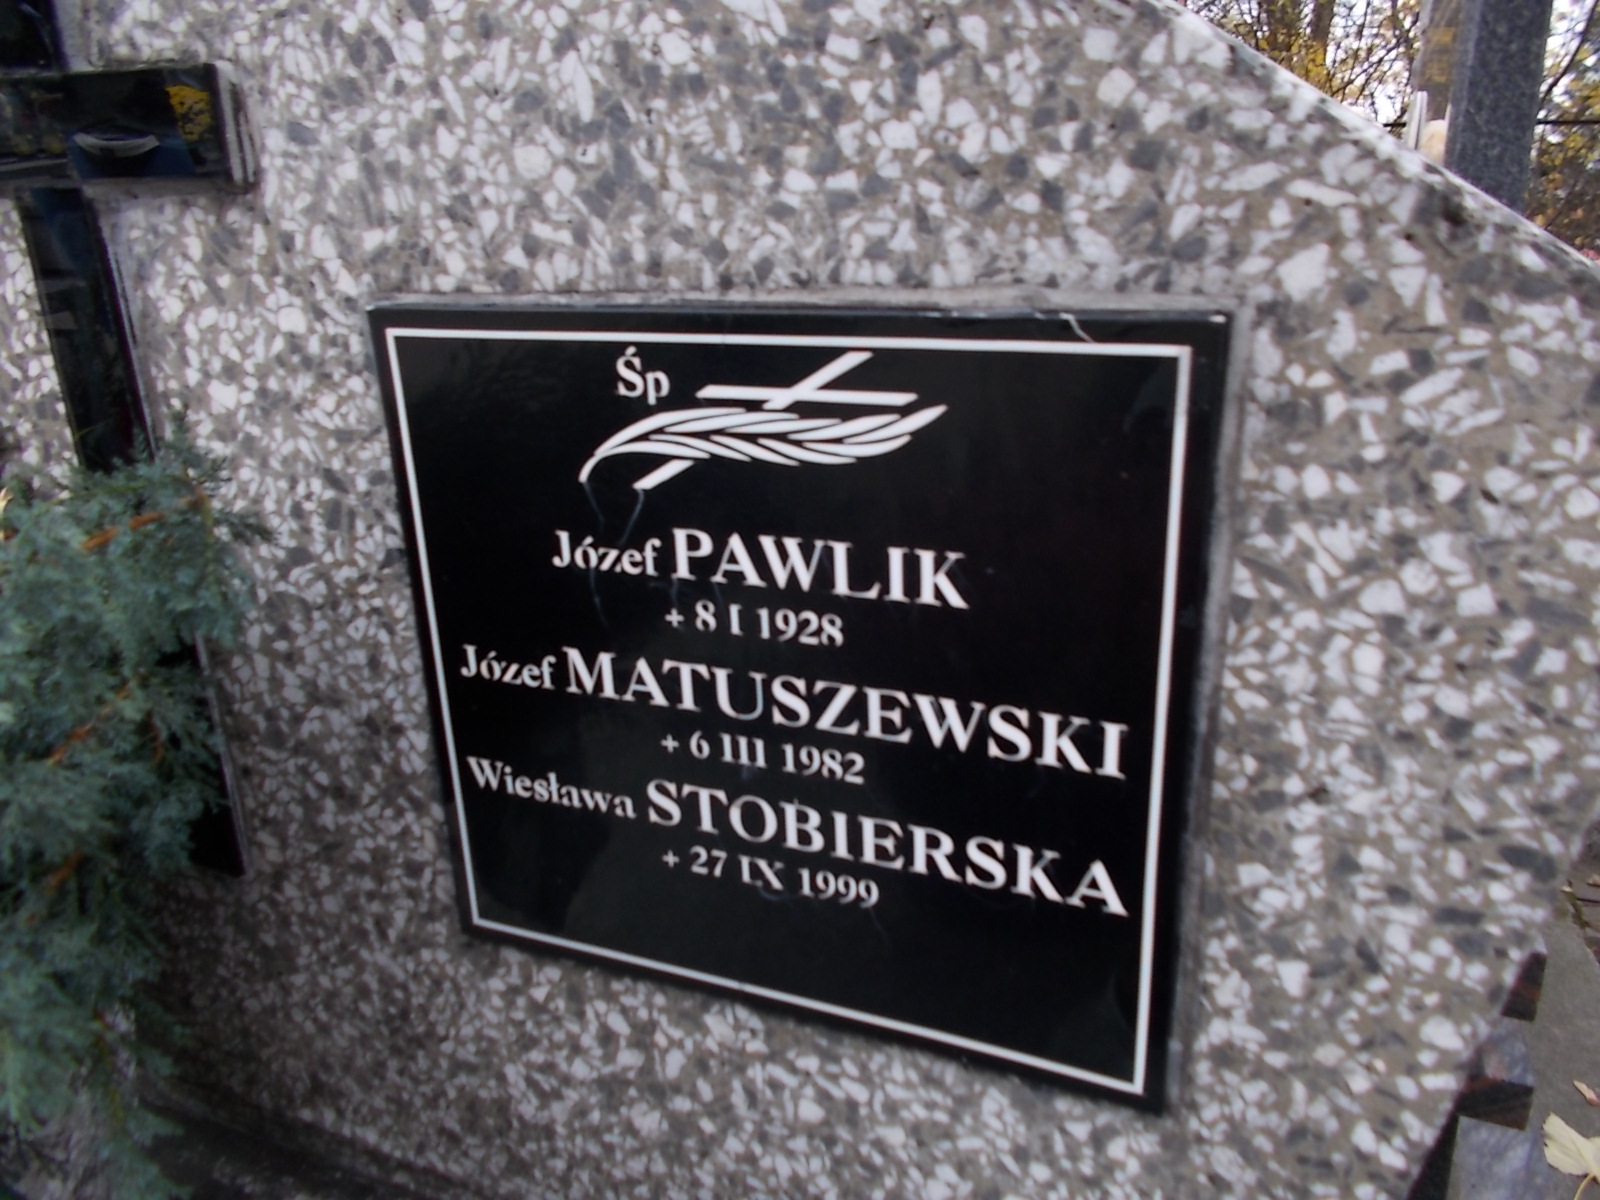 Śp
Józef PAWLIK
+ 8 I 1928
Józef MATUSZEWSKI
+ 6 III 1982
Wiesława STOBIERSKA
+ 27 IX 1999